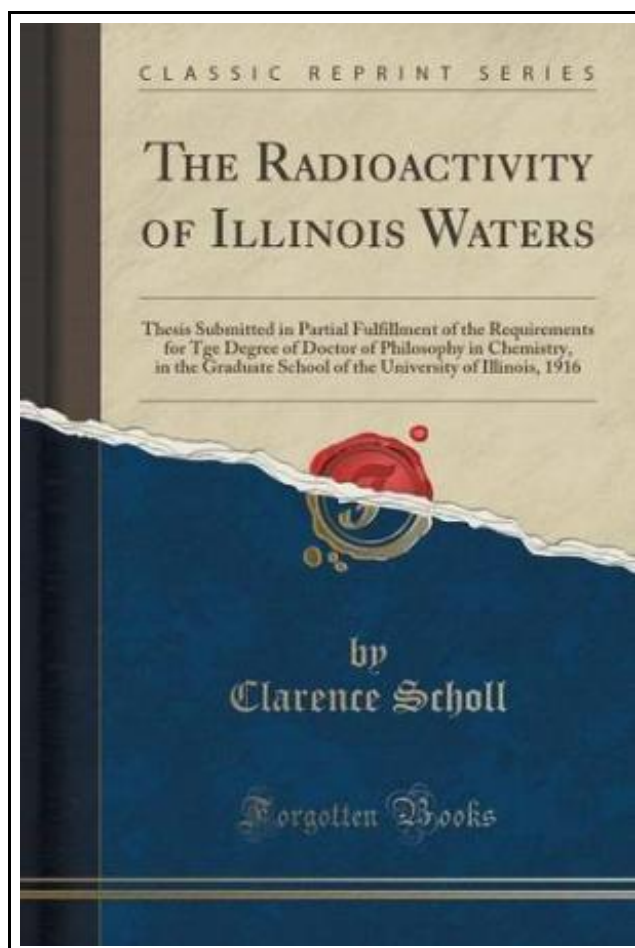 CLASSIC REPRINT SERIES
THE RADIOACTIVITY
OF ILLINOIS WATERS
Thesis Submitted in Partial Fulfillment of the Requirements
for Tge Degree of Doctor of Philosophy in Chemistry,
in the Graduate School of the University of Illinois, 1916
by
Clarence Scholl
Forgotten Books